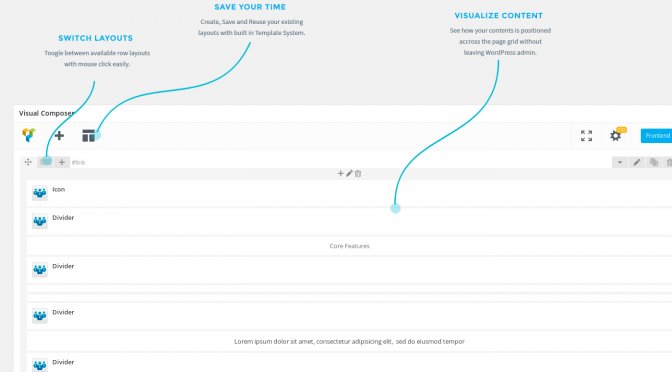 SAVE YOUR TIME
Create, Save and Reuse your existing
layouts with built in Template System.
VISUALIZE CONTENT
See how your contents is positioned
accross the page grid without
leaving WordPress admin.
SWITCH LAYOUTS
Toogle between available row layouts
with mouse click easily.
Visual Composer
Frontend
#link
Icon
Divider
Core Features
Divider
Divider
Lorem ipsum dolor sit amet, consectetur adipisicing elit, sed do eiusmod tempor
Divider